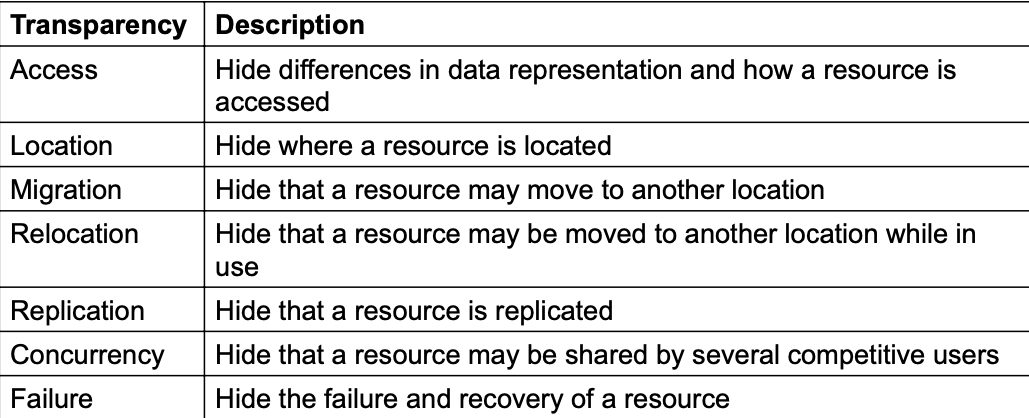 Transparency Description
Access Hide differences in data representation and how a resource is
accessed
Location Hide where a resource is located
Migration Hide that a resource may move to another location
Relocation Hide that a resource may be moved to another location while in
use
Replication Hide that a resource is replicated
Concurrency Hide that a resource may be shared by several competitive users
Failure Hide the failure and recovery of a resource